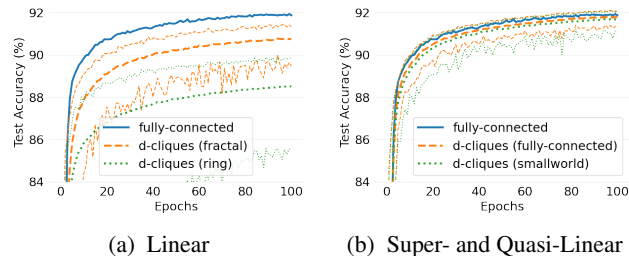 Test Accuracy (%)
92
90
88
86
84
0 20 40 60 80 100
Epochs
fully-connected
d-cliques (fractal)
d-cliques (ring)
(a) Linear
Test Accuracy (%)
92
90
88
86
84
0 20 40 60 80 100
Epochs
fully-connected
d-cliques (fully-connected)
d-cliques (smallworld)
(b) Super- and Quasi-Linear